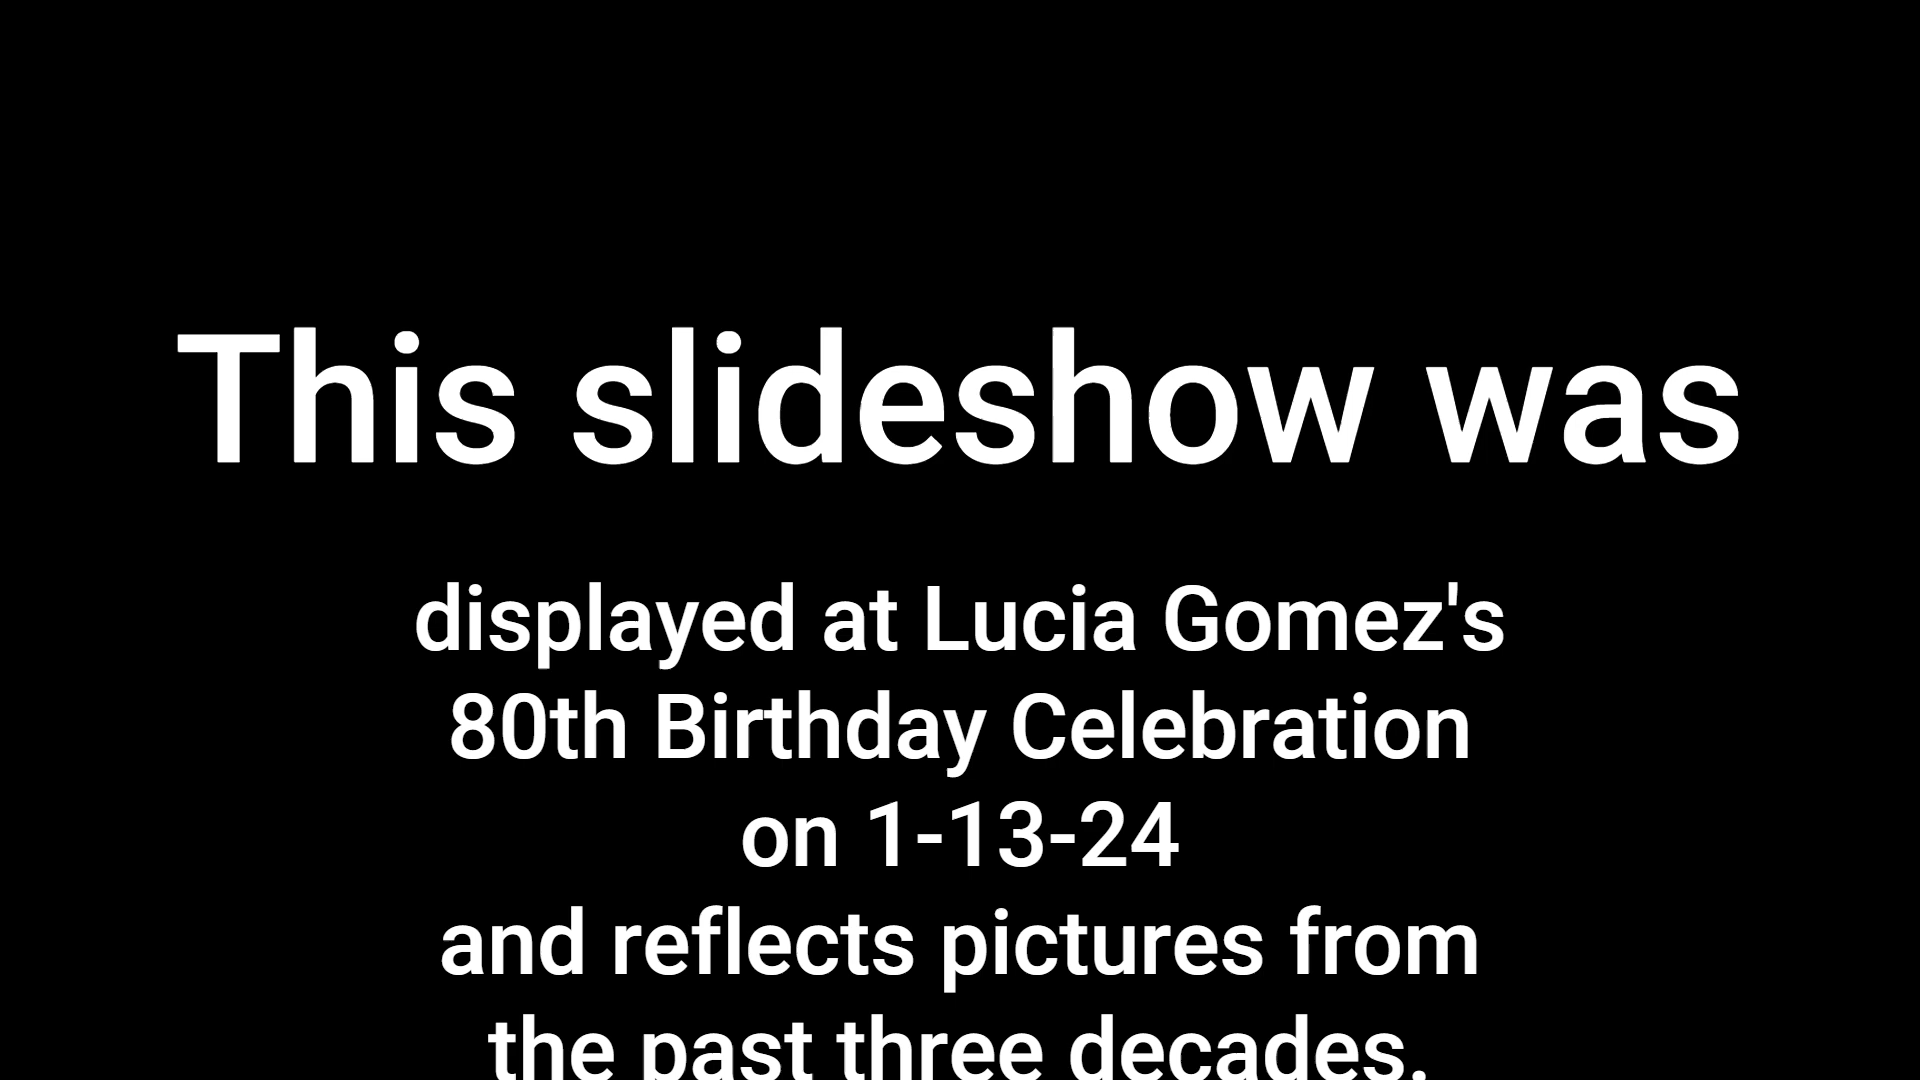 This slideshow was
displayed at Lucia Gomez's
80th Birthday Celebration
on 1-13-24
and reflects pictures from
the past three decades.